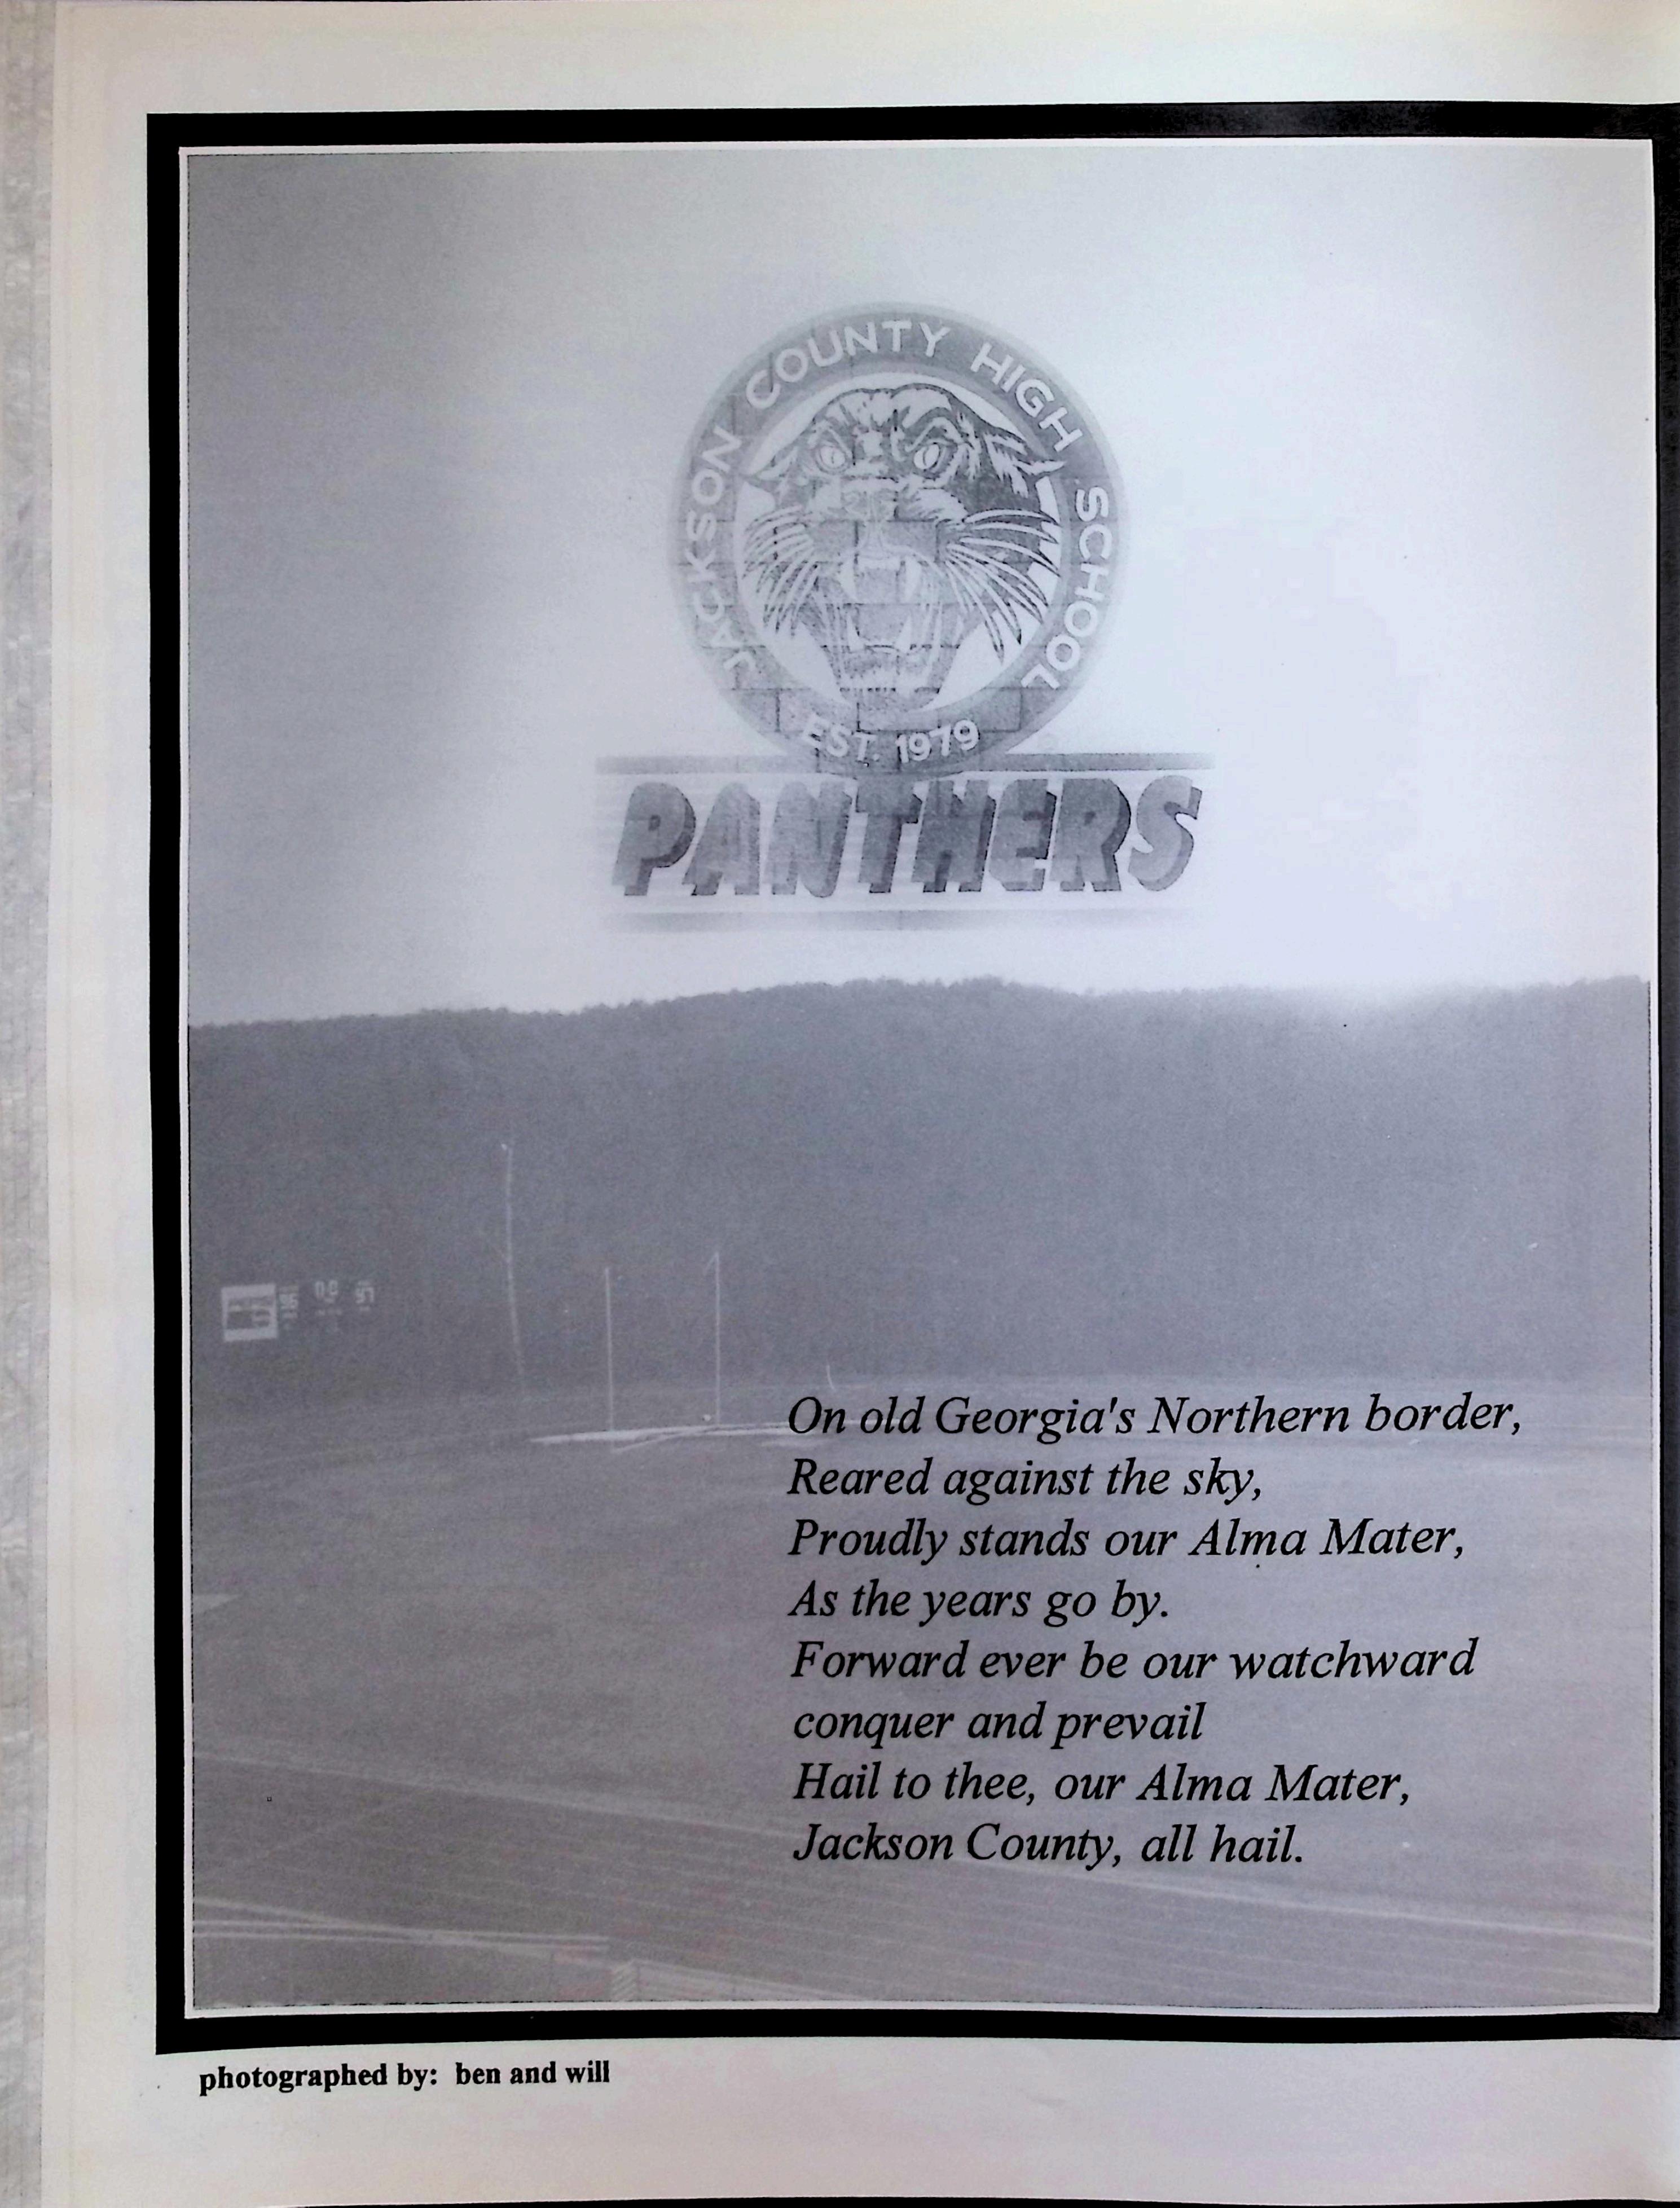 JACKSON COUNTY HIGH SCHOOL
EST. 1979
PANTHERS
On old Georgia's Northern border,
Reared against the sky,
Proudly stands our Alma Mater,
As the years go by.
Forward ever be our watchward
conquer and prevail
Hail to thee, our Alma Mater,
Jackson County, all hail.
photographed by: ben and will